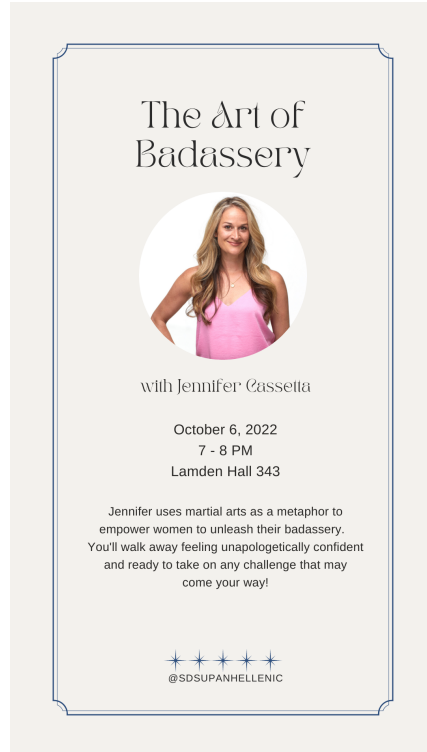 The Art of
Badassery
with Jennifer Cassetta
October 6, 2022
7 - 8 PM
Lamden Hall 343
Jennifer uses martial arts as a metaphor to
empower women to unleash their badassery.
You'll walk away feeling unapologetically confident
and ready to take on any challenge that may
come your way!
@SDSUPANHELLENIC